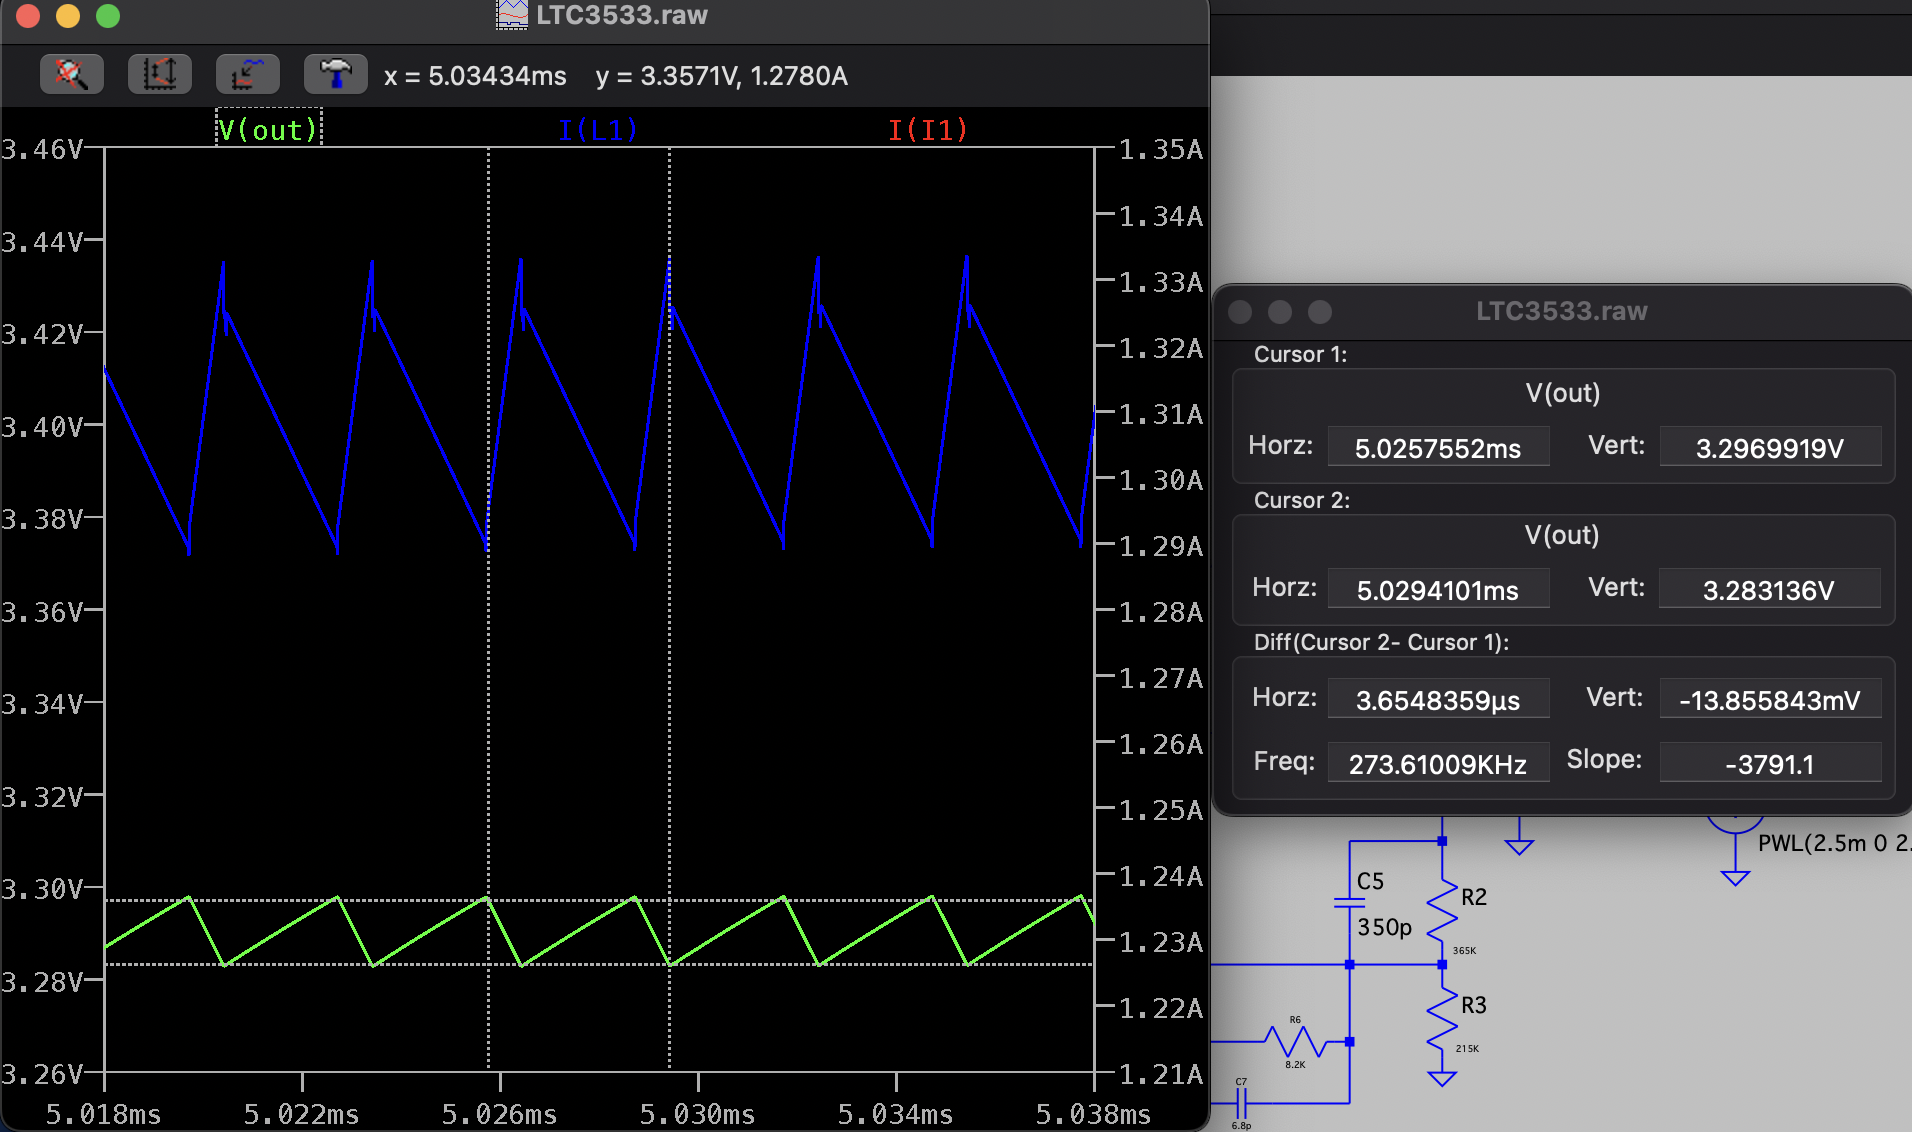 LTC3533.raw
x = 5.03434ms y = 3.3571V, 1.2780A
V(out) I(L1) I(I1)
3.46V
3.44V
3.42V
3.40V
3.38V
3.36V
3.34V
3.32V
3.30V
3.28V
3.26V
1.35A
1.34A
1.33A
1.32A
1.31A
1.30A
1.29A
1.28A
1.27A
1.26A
1.25A
1.24A
1.23A
1.22A
1.21A
5.018ms 5.022ms 5.026ms 5.030ms 5.034ms 5.038ms
LTC3533.raw
Cursor 1:
V(out)
Horz: 5.0257552ms Vert: 3.2969919V
Cursor 2:
V(out)
Horz: 5.0294101ms Vert: 3.283136V
Diff(Cursor 2- Cursor 1):
Horz: 3.6548359µs Vert: -13.855843mV
Freq: 273.61009KHz Slope: -3791.1
PWL(2.5m 0 2.
C5
350p
R2
365K
R3
215K
R6
8.2K
C7
6.8p